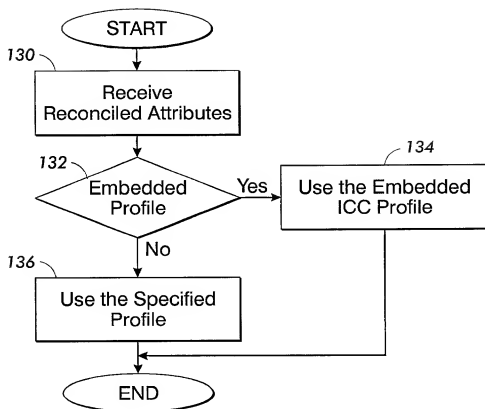 START
130
Receive
Reconciled Attributes
132
Embedded
Profile
Yes
134
Use the Embedded
ICC Profile
No
136
Use the Specified
Profile
END